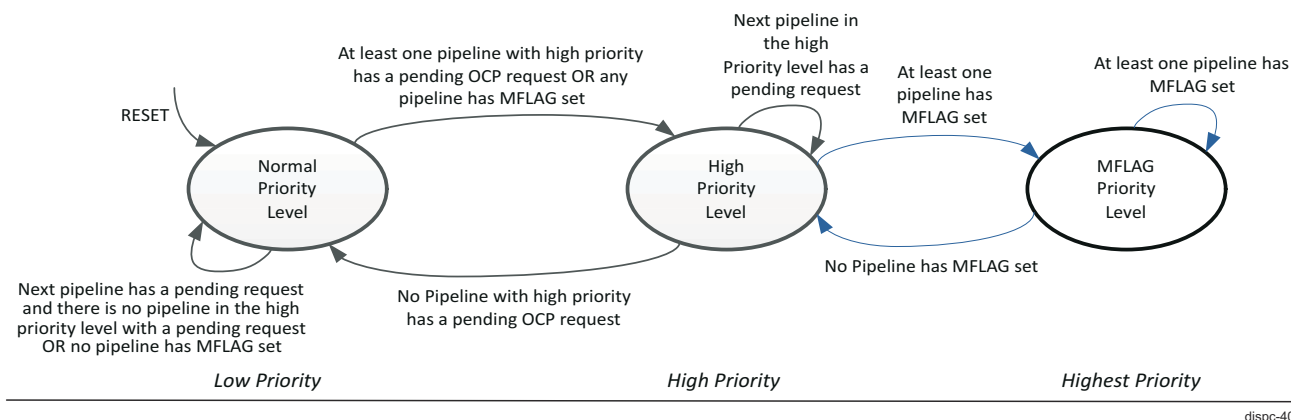 At least one pipeline with high priority
has a pending OCP request OR any
pipeline has MFLAG set
Next pipeline in
the high
Priority level has a
pending request
At least one
pipeline has
MFLAG set
At least one pipeline has
MFLAG set
RESET
Normal
Priority
Level
High
Priority
Level
MFLAG
Priority
Level
Next pipeline has a pending request
and there is no pipeline in the high
priority level with a pending request
OR no pipeline has MFLAG set
No Pipeline with high priority
has a pending OCP request
No Pipeline has MFLAG set
Low Priority
High Priority
Highest Priority